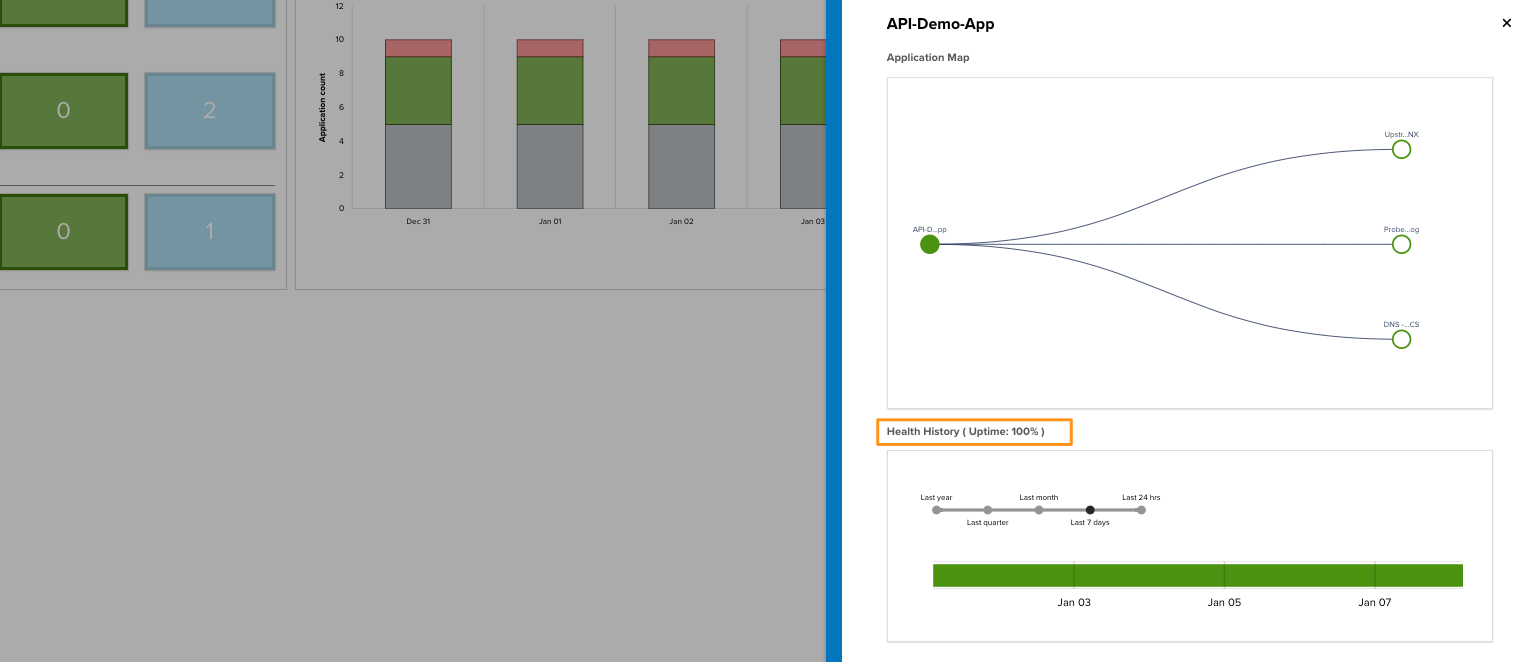 0
2
0
1
Application count
12
10
8
6
4
2
0
Dec 31
Jan 01
Jan 02
Jan 03
API-Demo-App
×
Application Map
Upstr...NX
API-D...pp
Probe...og
DNS -...CS
Health History ( Uptime: 100% )
Last year
Last month
Last 24 hrs
Last quarter
Last 7 days
Jan 03
Jan 05
Jan 07